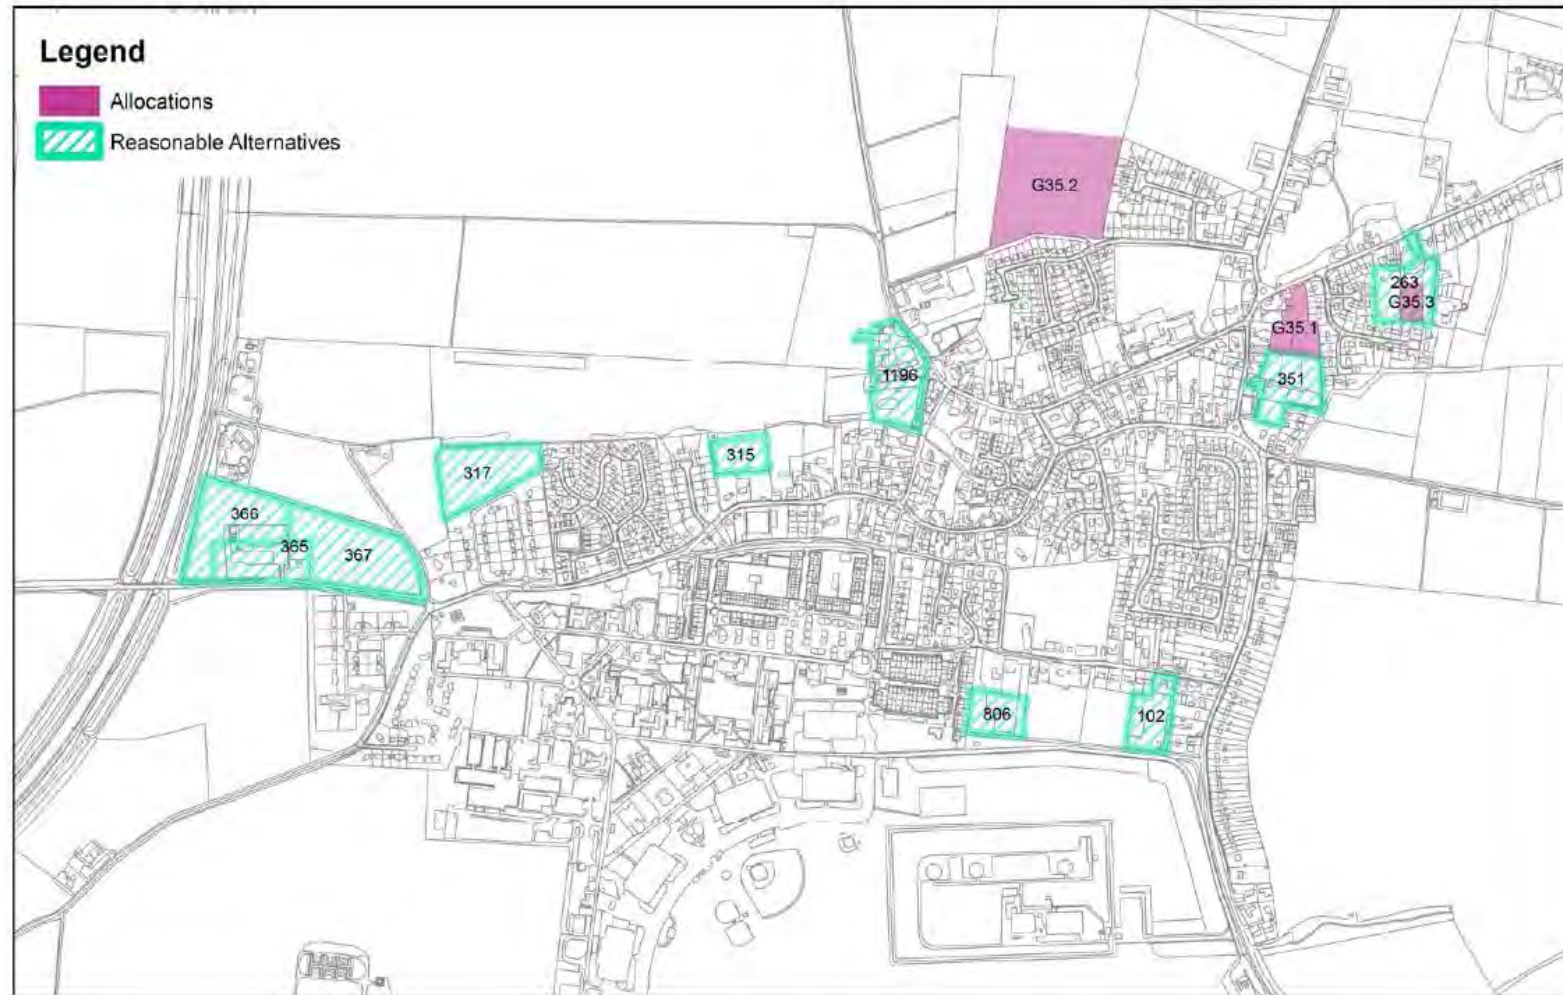 Legend
Allocations
Reasonable Alternatives
G35.2
263
G35.3
G35.1
351
1196
315
317
366
365
367
806
102